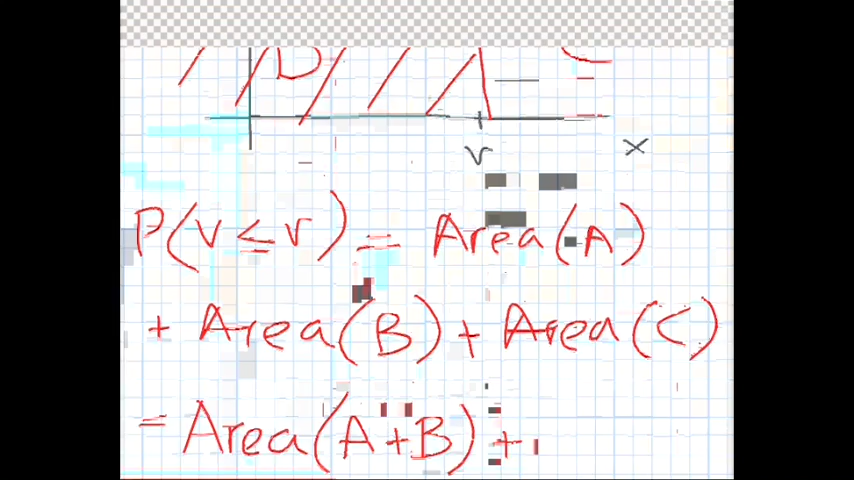 v x
P(V ≤ v) = Area(A)
+ Area(B) + Area(C)
= Area(A+B) +